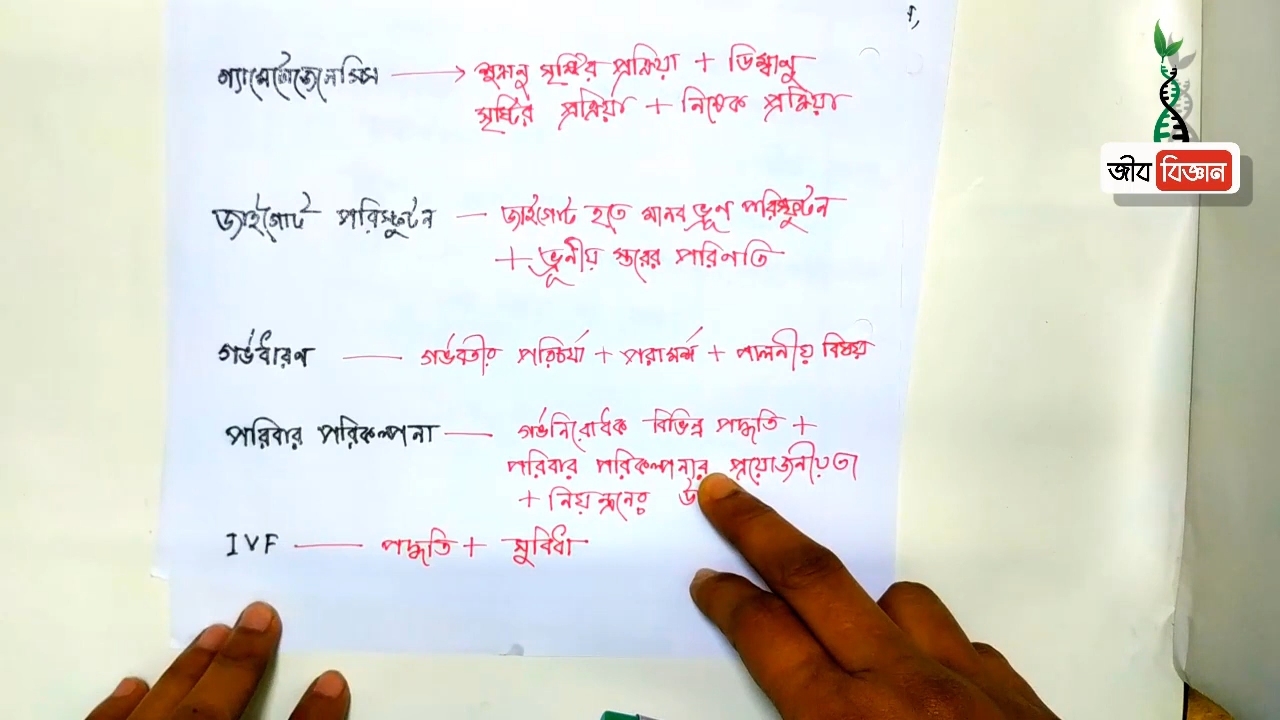 গ্যামেটোজেনেসিস → শুক্রানু সৃষ্টির প্রক্রিয়া + ডিম্বানু
সৃষ্টির প্রক্রিয়া + নিষেক প্রক্রিয়া
জাইগোট পরিস্ফুটন — জাইগোট হতে মানব ভ্রূণ পরিস্ফুটন
+ ভ্রূনীয় স্তরের পরিণতি
গর্ভধারণ — গর্ভবতীর পরিচর্যা + পরামর্শ + পালনীয় বিষয়
পরিবার পরিকল্পনা — গর্ভনিরোধক বিভিন্ন পদ্ধতি +
পরিবার পরিকল্পনার প্রয়োজনীয়তা
+ নিয়ন্ত্রনের
IVF — পদ্ধতি + সুবিধা
জীব বিজ্ঞান